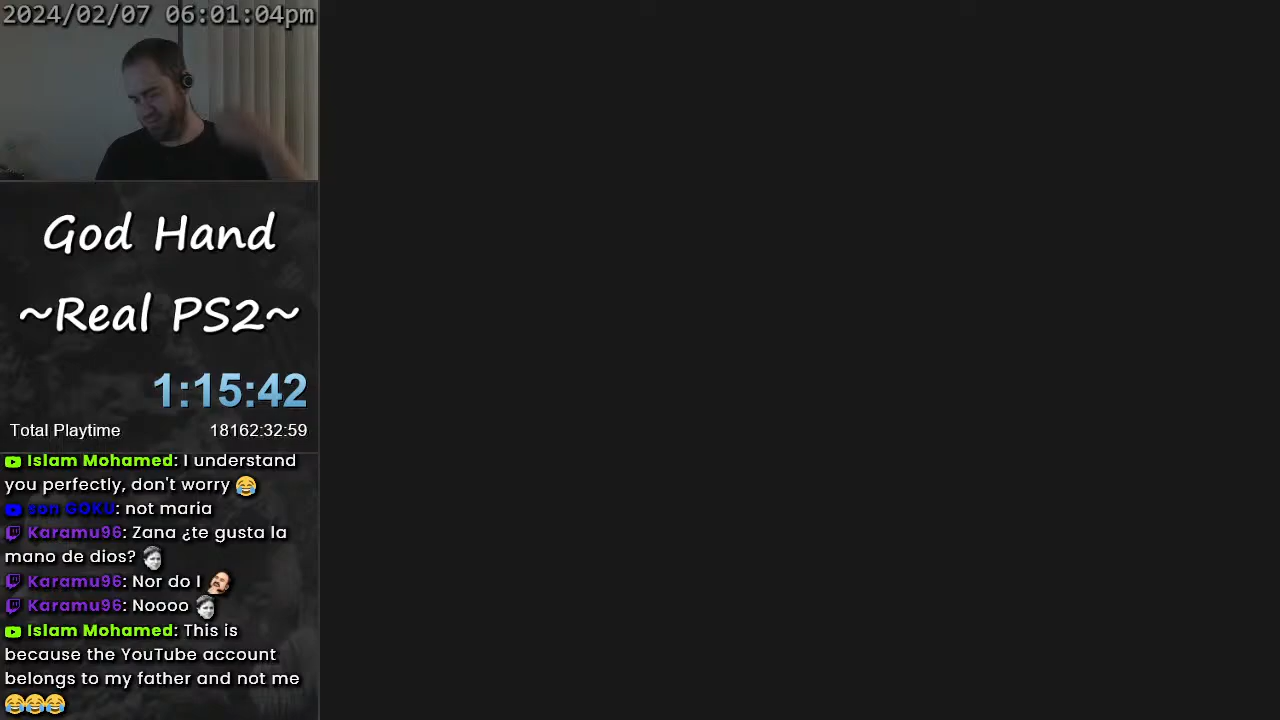 2024/02/07 06:01:04pm
God Hand
~Real PS2~
1:15:42
Total Playtime 18162:32:59
Islam Mohamed: I understand
you perfectly, don't worry 😂
son GOKU: not maria
Karamu96: Zana ¿te gusta la
mano de dios?
Karamu96: Nor do I
Karamu96: Noooo
Islam Mohamed: This is
because the YouTube account
belongs to my father and not me
😂😂😂